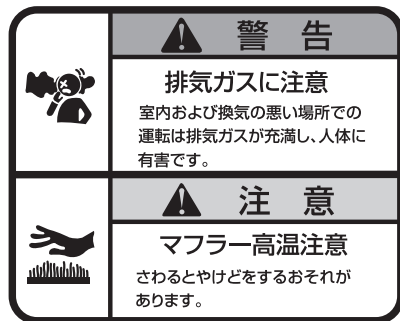 警告
排気ガスに注意
室内および換気の悪い場所での
運転は排気ガスが充満し、人体に
有害です。
注意
マフラー高温注意
さわるとやけどをするおそれが
あります。